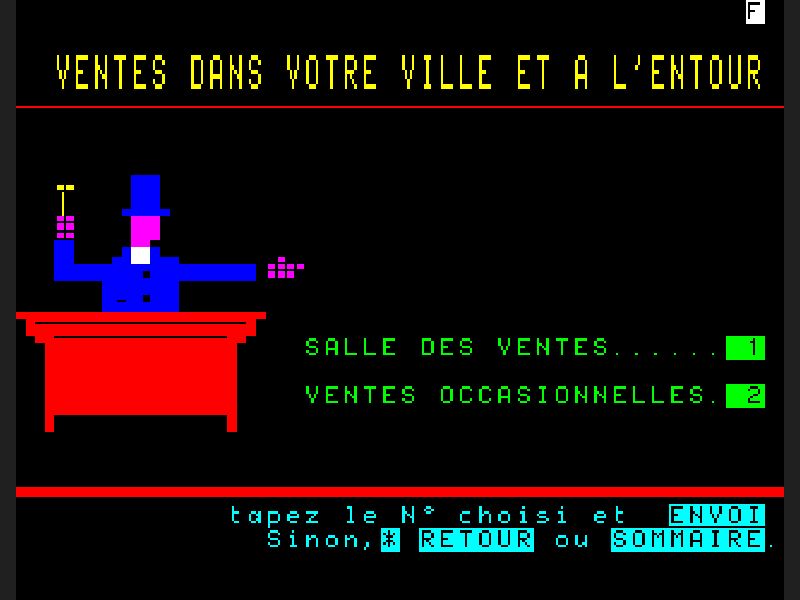 F
VENTES DANS VOTRE VILLE ET A L'ENTOUR
SALLE DES VENTES...... 1
VENTES OCCASIONNELLES. 2
tapez le N° choisi et ENVOI
Sinon,* RETOUR ou SOMMAIRE.